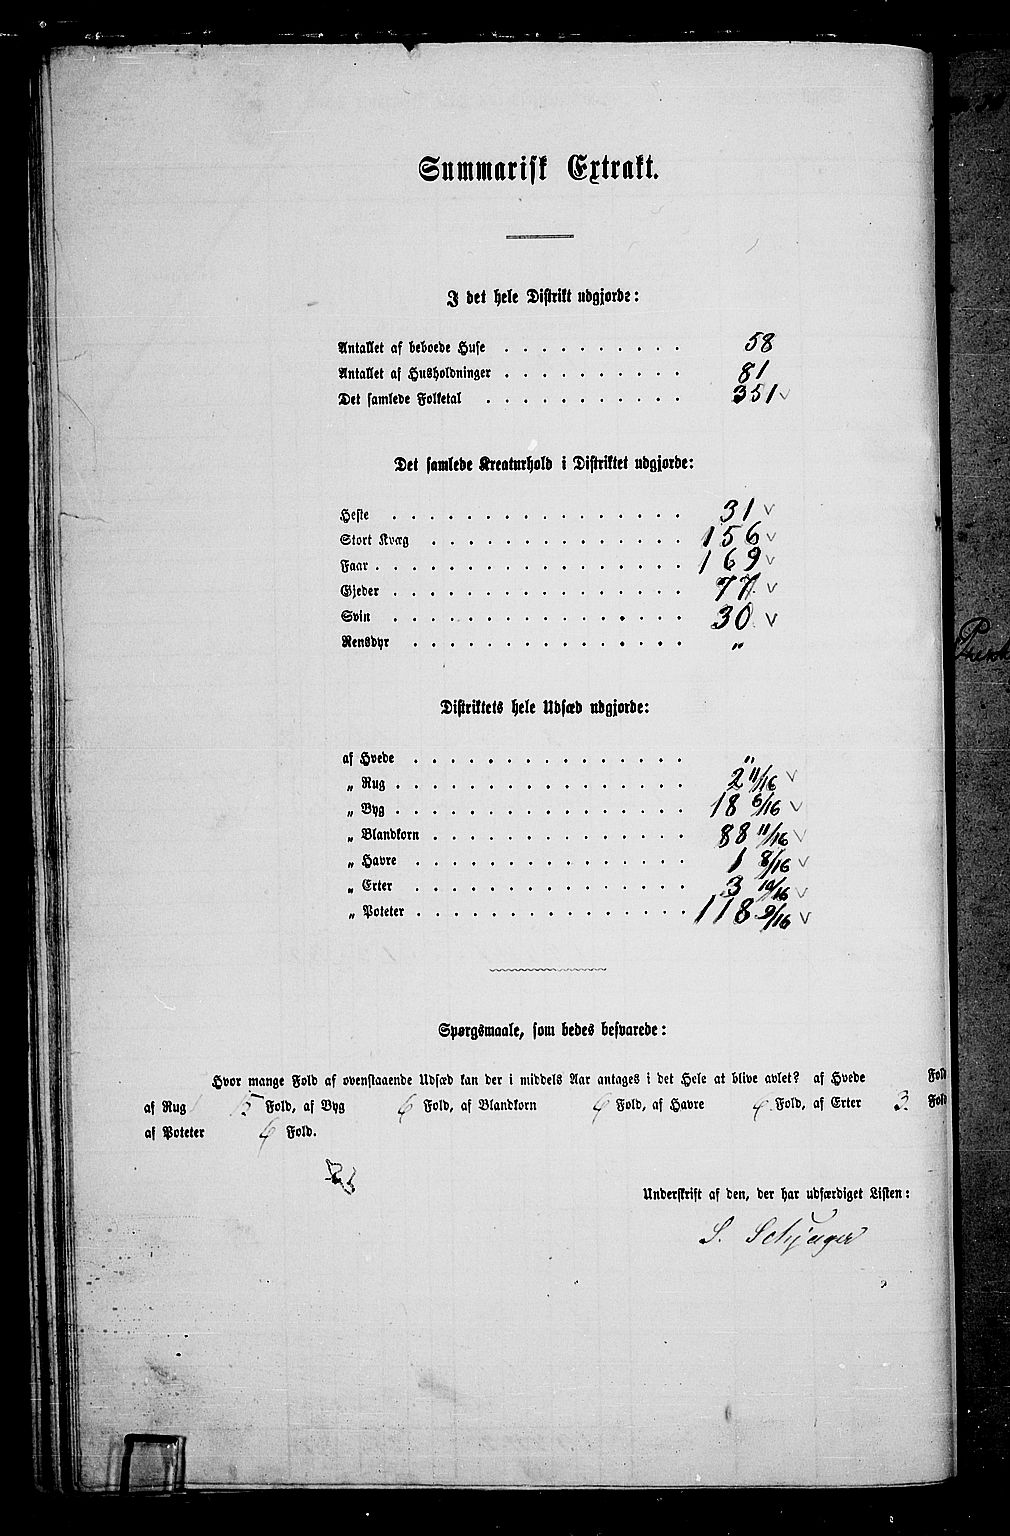 Summarisk Extrakt.
I det hele Distrikt udgjorde:
Antallet af beboede Huse . . . . . . . . . . 58
Antallet af Husholdninger . . . . . . . . . . 81
Det samlede Folketal . . . . . . . . . . . 351 v
Det samlede Kreaturhold i Distriktet udgjorde:
Heste . . . . . . . . . . . . . . . . 31 v
Stort Kvæg . . . . . . . . . . . . . . 156 v
Faar . . . . . . . . . . . . . . . . . 169 v
Gjeder . . . . . . . . . . . . . . . . 77 v
Svin . . . . . . . . . . . . . . . . 30 v
Rensdyr . . . . . . . . . . . . . . . "
Distriktets hele Udsæd udgjorde:
af Hvede . . . . . . . . . . . . . . . "
„ Rug . . . . . . . . . . . . . . . . 2 11/16 v
„ Byg . . . . . . . . . . . . . . . . 18 6/16 v
„ Blandkorn . . . . . . . . . . . . . . 88 11/16 v
„ Havre . . . . . . . . . . . . . . . 1 8/16 v
„ Erter . . . . . . . . . . . . . . . 3 10/16 v
„ Poteter . . . . . . . . . . . . . . . 118 9/16 v
Spørgsmaale, som bedes besvarede:
Hvor mange Fold af ovenstaaende Udsæd kan der i middels Aar antages i det Hele at blive avlet? af Hvede Fold
af Rug Fold, af Byg 6 Fold, af Blandkorn 6 Fold, af Havre 6 Fold, af Erter 3 Fold
af Poteter 6 Fold.
Underskrift af den, der har udfærdiget Listen:
S. Schjager